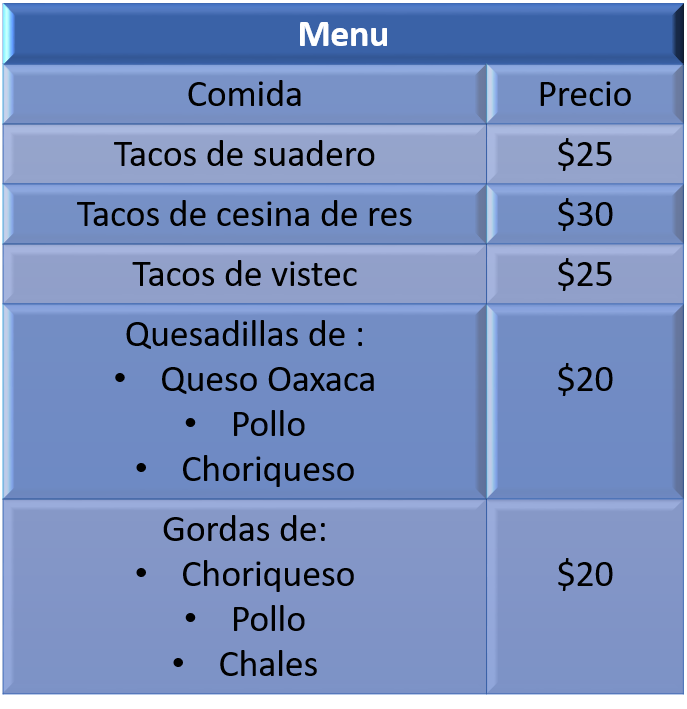 Menu
Comida Precio
Tacos de suadero $25
Tacos de cesina de res $30
Tacos de vistec $25
Quesadillas de :
• Queso Oaxaca $20
• Pollo
• Choriqueso
Gordas de:
• Choriqueso $20
• Pollo
• Chales